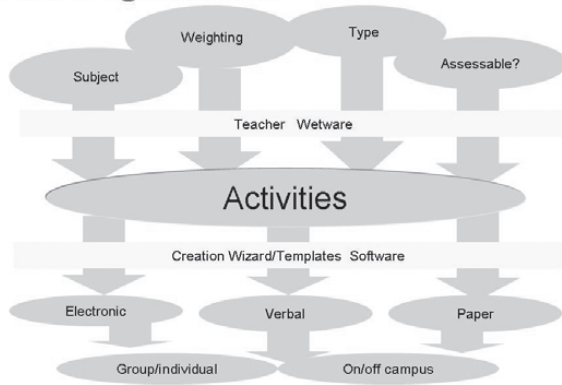 Weighting
Type
Subject
Assessable?
Teacher Wetware
Activities
Creation Wizard/Templates Software
Electronic
Verbal
Paper
Group/individual
On/off campus